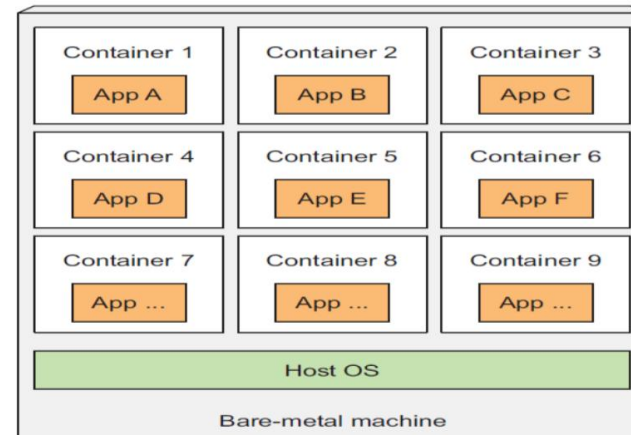 Container 1 Container 2 Container 3
App A App B App C
Container 4 Container 5 Container 6
App D App E App F
Container 7 Container 8 Container 9
App ... App ... App ...
Host OS
Bare-metal machine